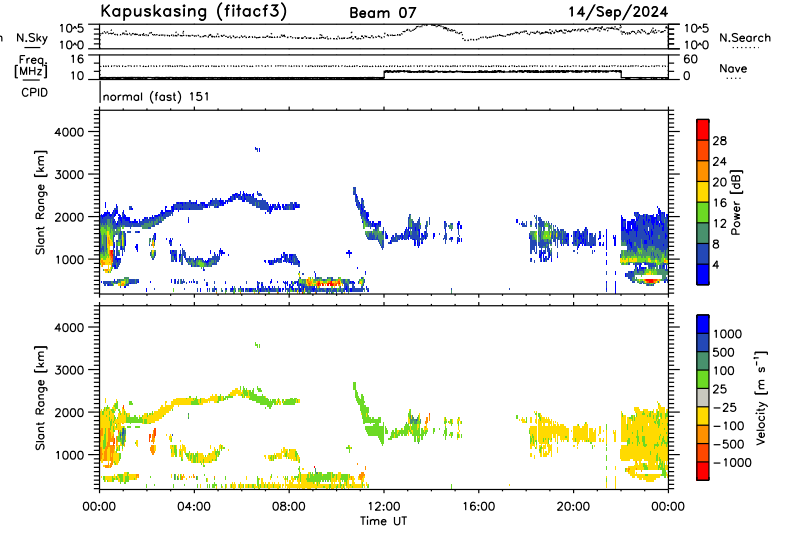 Kapuskasing (fitacf3) Beam 07 14/Sep/2024
N.Sky 10^5 10^0 10^5 10^0 N.Search
Freq. [MHz] 16 10 60 0 Nave
CPID normal (fast) 151
Slant Range [km] 4000 3000 2000 1000
Power [dB] 28 24 20 16 12 8 4
Slant Range [km] 4000 3000 2000 1000
Velocity [m s^-1] 1000 500 100 25 -25 -100 -500 -1000
00:00 04:00 08:00 12:00 16:00 20:00 00:00
Time UT